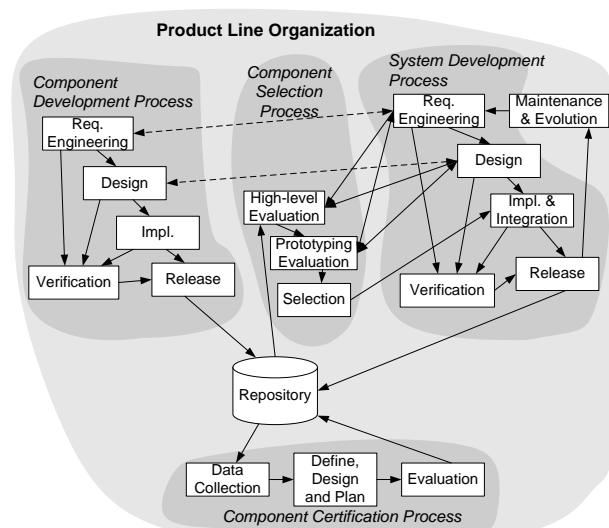 Product Line Organization
Component
Development Process
Req.
Engineering
Design
Impl.
Verification
Release
Component
Selection
Process
High-level
Evaluation
Prototyping
Evaluation
Selection
System Development
Process
Req.
Engineering
Maintenance
& Evolution
Design
Impl. &
Integration
Verification
Release
Repository
Data
Collection
Define,
Design
and Plan
Evaluation
Component Certification Process